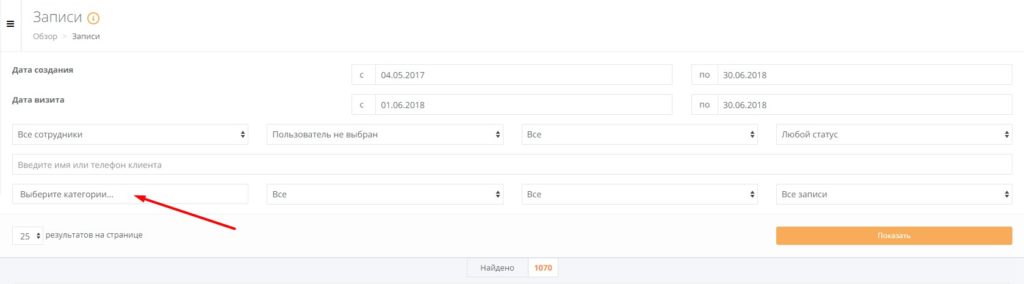 Записи
Обзор > Записи
Дата создания с 04.05.2017 по 30.06.2018
Дата визита с 01.06.2018 по 30.06.2018
Все сотрудники Пользователь не выбран Все Любой статус
Введите имя или телефон клиента
Выберите категории... Все Все Все записи
25 результатов на странице Показать
Найдено 1070